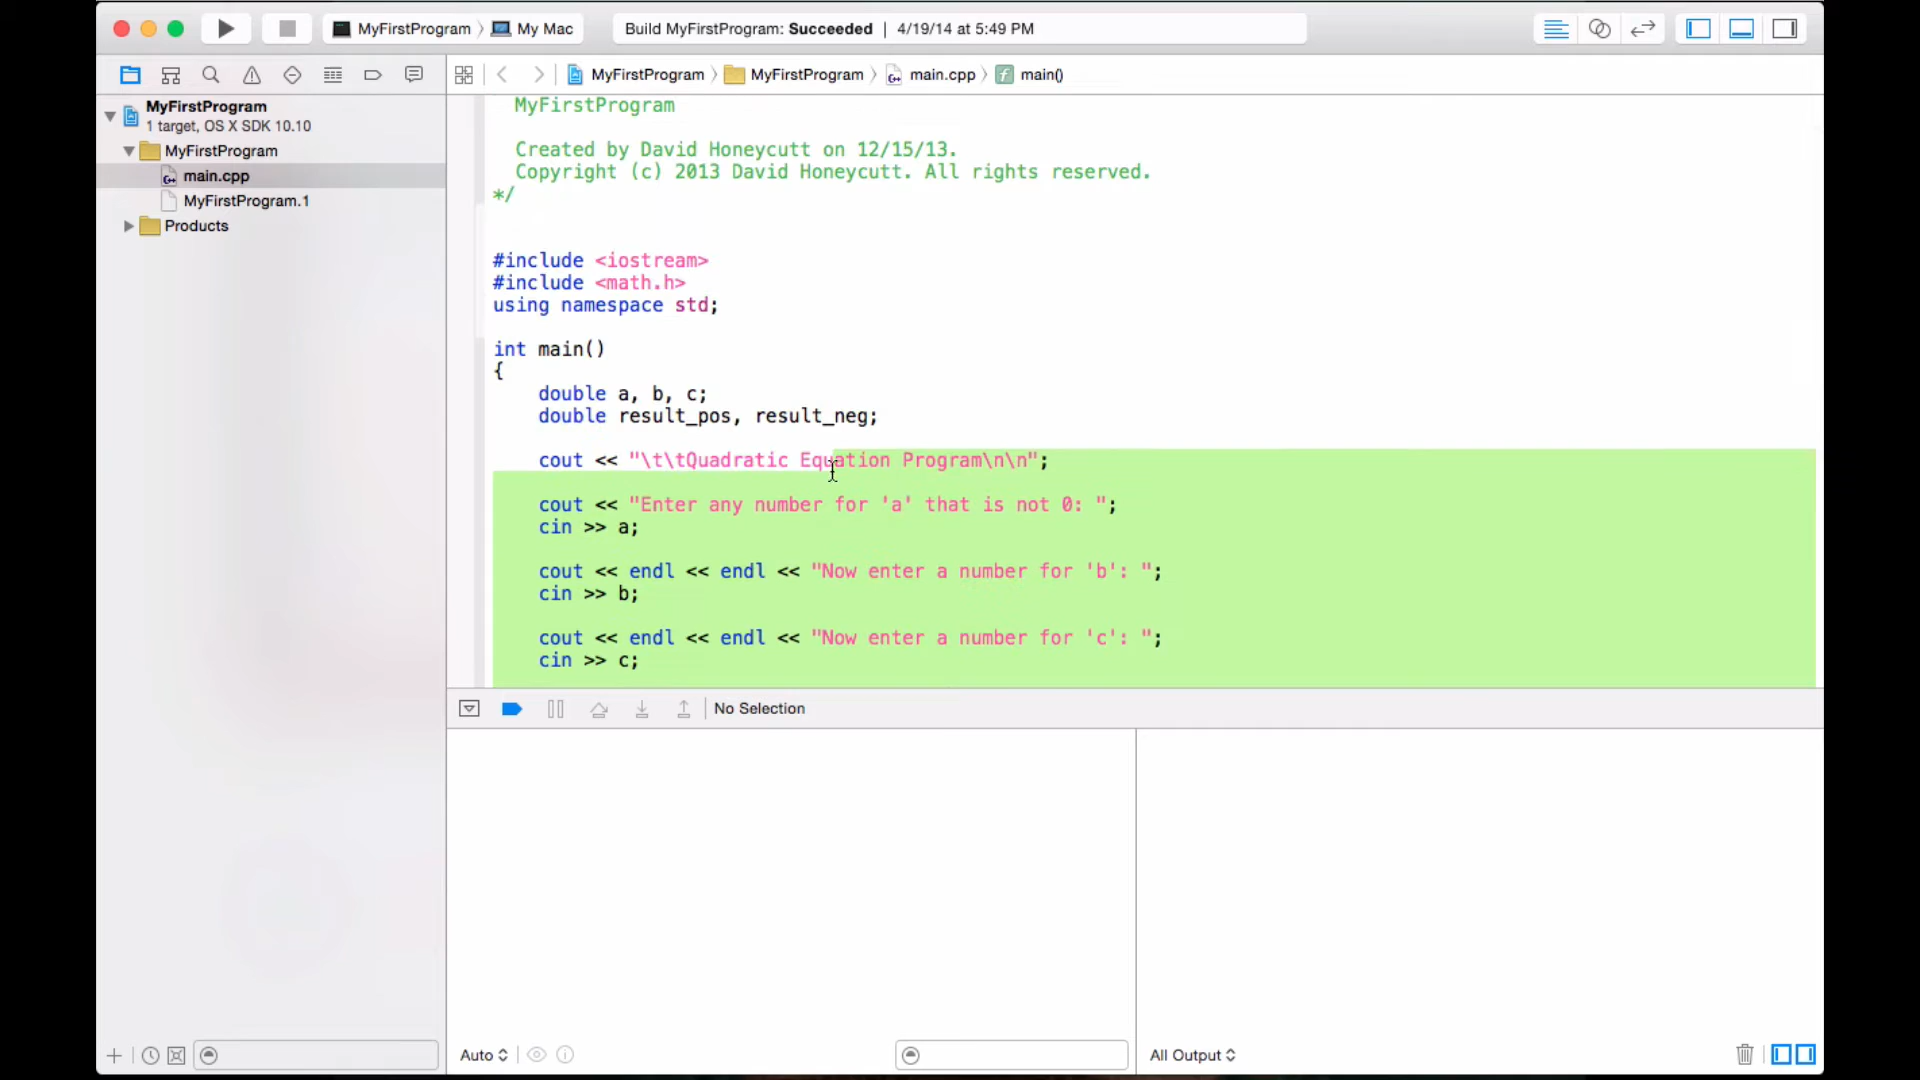 MyFirstProgram 〉 My Mac
Build MyFirstProgram: Succeeded | 4/19/14 at 5:49 PM
MyFirstProgram 〉 MyFirstProgram 〉 main.cpp 〉 main()
MyFirstProgram
1 target, OS X SDK 10.10
MyFirstProgram
main.cpp
MyFirstProgram.1
Products
MyFirstProgram
Created by David Honeycutt on 12/15/13.
Copyright (c) 2013 David Honeycutt. All rights reserved.
*/
#include <iostream>
#include <math.h>
using namespace std;
int main()
{
double a, b, c;
double result_pos, result_neg;
cout << "\t\tQuadratic Equation Program\n\n";
cout << "Enter any number for 'a' that is not 0: ";
cin >> a;
cout << endl << endl << "Now enter a number for 'b': ";
cin >> b;
cout << endl << endl << "Now enter a number for 'c': ";
cin >> c;
No Selection
Auto
All Output